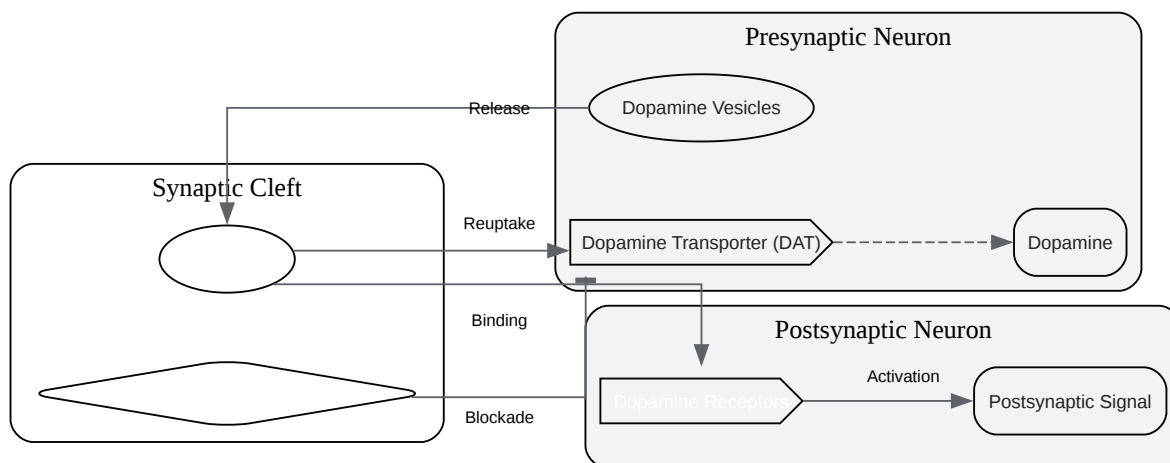 Presynaptic Neuron
Dopamine Vesicles
Release
Synaptic Cleft
Reuptake
Dopamine Transporter (DAT)
Dopamine
Binding
Postsynaptic Neuron
Activation
Dopamine Receptors
Postsynaptic Signal
Blockade